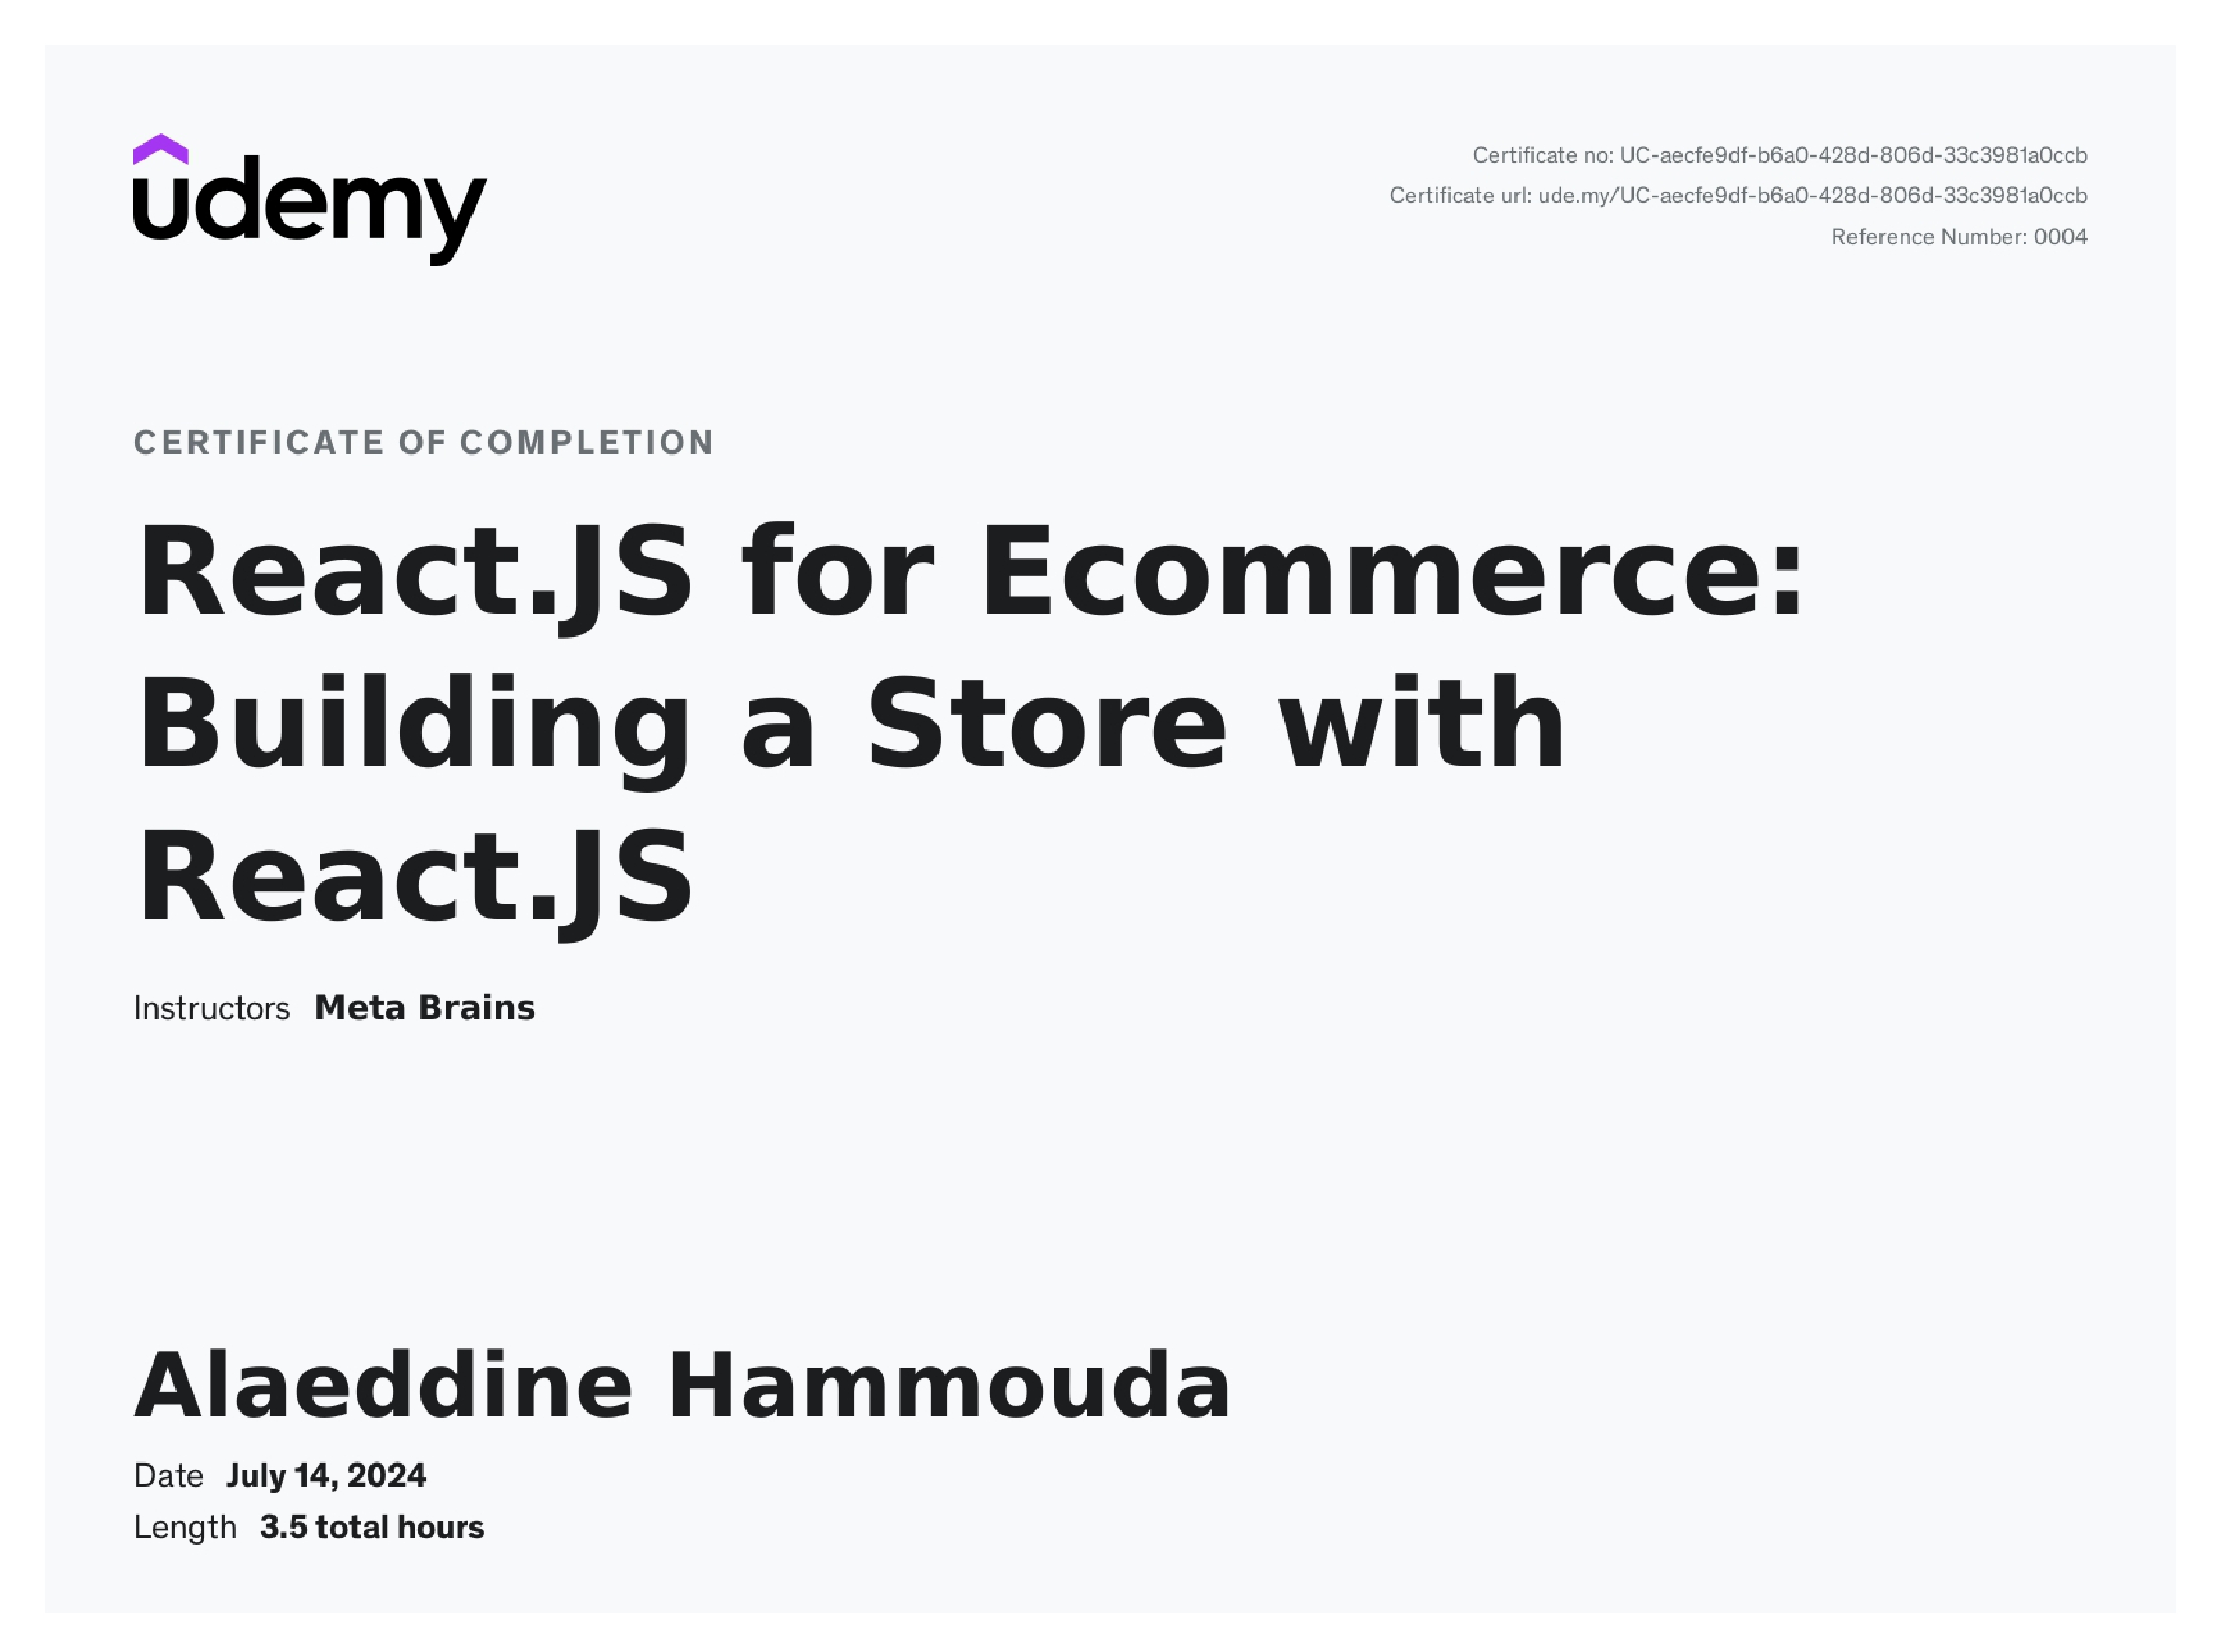 udemy
Certificate no: UC-aecfe9df-b6a0-428d-806d-33c3981a0ccb
Certificate url: ude.my/UC-aecfe9df-b6a0-428d-806d-33c3981a0ccb
Reference Number: 0004
CERTIFICATE OF COMPLETION
React.JS for Ecommerce:
Building a Store with
React.JS
Instructors Meta Brains
Alaeddine Hammouda
Date July 14, 2024
Length 3.5 total hours